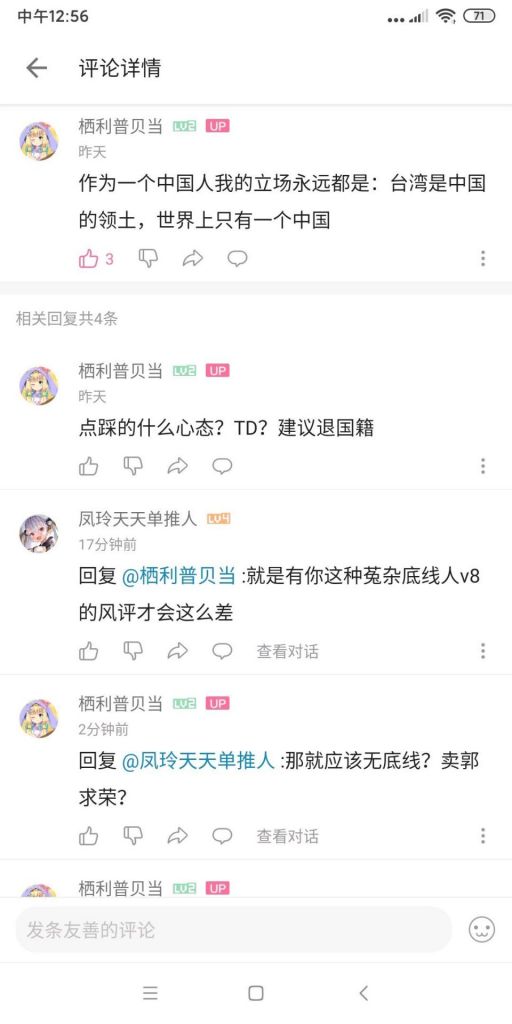 中午12:56
71
评论详情
栖利普贝当 LV2 UP
昨天
作为一个中国人我的立场永远都是：台湾是中国
的领土，世界上只有一个中国
3
相关回复共4条
栖利普贝当 LV2 UP
昨天
点踩的什么心态？TD？建议退国籍
凤玲天天单推人 LV4
17分钟前
回复 @栖利普贝当 :就是有你这种菟杂底线人v8
的风评才会这么差
查看对话
栖利普贝当 LV2 UP
2分钟前
回复 @凤玲天天单推人 :那就应该无底线？卖郭
求荣？
查看对话
栖利普贝当 LV2 UP
发条友善的评论